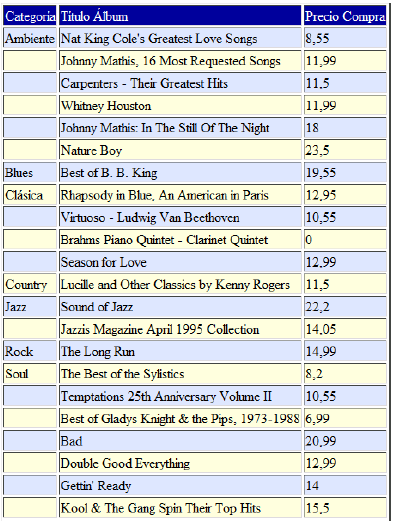 Categoría Título Álbum Precio Compra
Ambiente Nat King Cole's Greatest Love Songs 8,55
Johnny Mathis, 16 Most Requested Songs 11,99
Carpenters - Their Greatest Hits 11,5
Whitney Houston 11,99
Johnny Mathis: In The Still Of The Night 18
Nature Boy 23,5
Blues Best of B. B. King 19,55
Clásica Rhapsody in Blue, An American in Paris 12,95
Virtuoso - Ludwig Van Beethoven 10,55
Brahms Piano Quintet - Clarinet Quintet 0
Season for Love 12,99
Country Lucille and Other Classics by Kenny Rogers 11,5
Jazz Sound of Jazz 22,2
Jazzis Magazine April 1995 Collection 14,05
Rock The Long Run 14,99
Soul The Best of the Sylistics 8,2
Temptations 25th Anniversary Volume II 10,55
Best of Gladys Knight & the Pips, 1973-1988 6,99
Bad 20,99
Double Good Everything 12,99
Gettin' Ready 14
Kool & The Gang Spin Their Top Hits 15,5